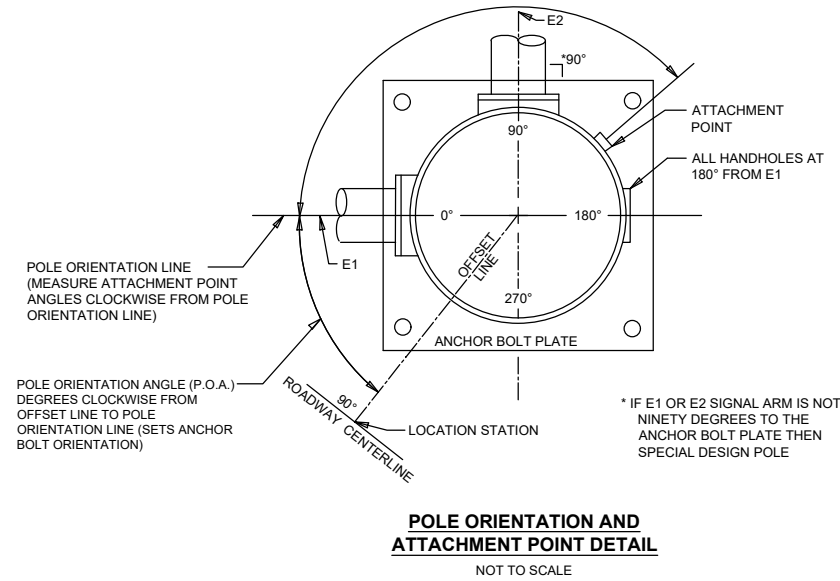 E2
*90°
ATTACHMENT
POINT
90°
ALL HANDHOLES AT
180° FROM E1
0°
180°
OFFSET
LINE
E1
POLE ORIENTATION LINE
(MEASURE ATTACHMENT POINT
ANGLES CLOCKWISE FROM POLE
ORIENTATION LINE)
270°
ANCHOR BOLT PLATE
POLE ORIENTATION ANGLE (P.O.A.)
DEGREES CLOCKWISE FROM
OFFSET LINE TO POLE
ORIENTATION LINE (SETS ANCHOR
BOLT ORIENTATION)
90°
ROADWAY CENTERLINE
LOCATION STATION
* IF E1 OR E2 SIGNAL ARM IS NOT
NINETY DEGREES TO THE
ANCHOR BOLT PLATE THEN
SPECIAL DESIGN POLE
POLE ORIENTATION AND
ATTACHMENT POINT DETAIL
NOT TO SCALE